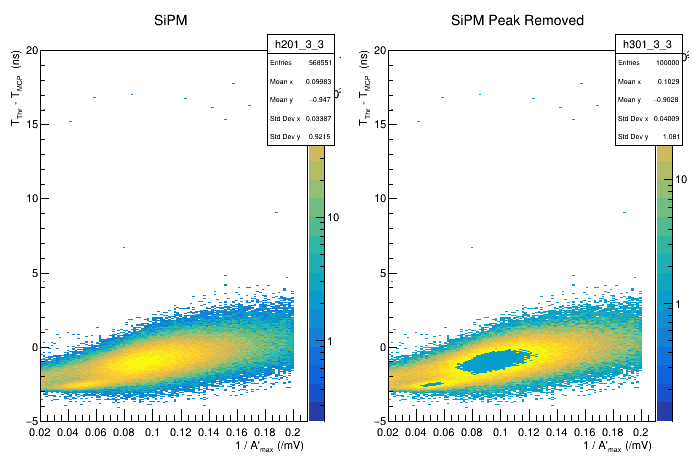 SiPM
h201_3_3
Entries 568551
Mean x 0.09983
Mean y −0.947
Std Dev x 0.03387
Std Dev y 0.9215
T_Thr - T_MCP (ns)
20
15
10
5
0
−5
0.02 0.04 0.06 0.08 0.1 0.12 0.14 0.16 0.18 0.2
1 / A'_max (/mV)
10
1
SiPM Peak Removed
h301_3_3
Entries 100000
Mean x 0.1029
Mean y −0.9028
Std Dev x 0.04009
Std Dev y 1.081
T_Thr - T_MCP (ns)
20
15
10
5
0
−5
0.02 0.04 0.06 0.08 0.1 0.12 0.14 0.16 0.18 0.2
1 / A'_max (/mV)
10
1